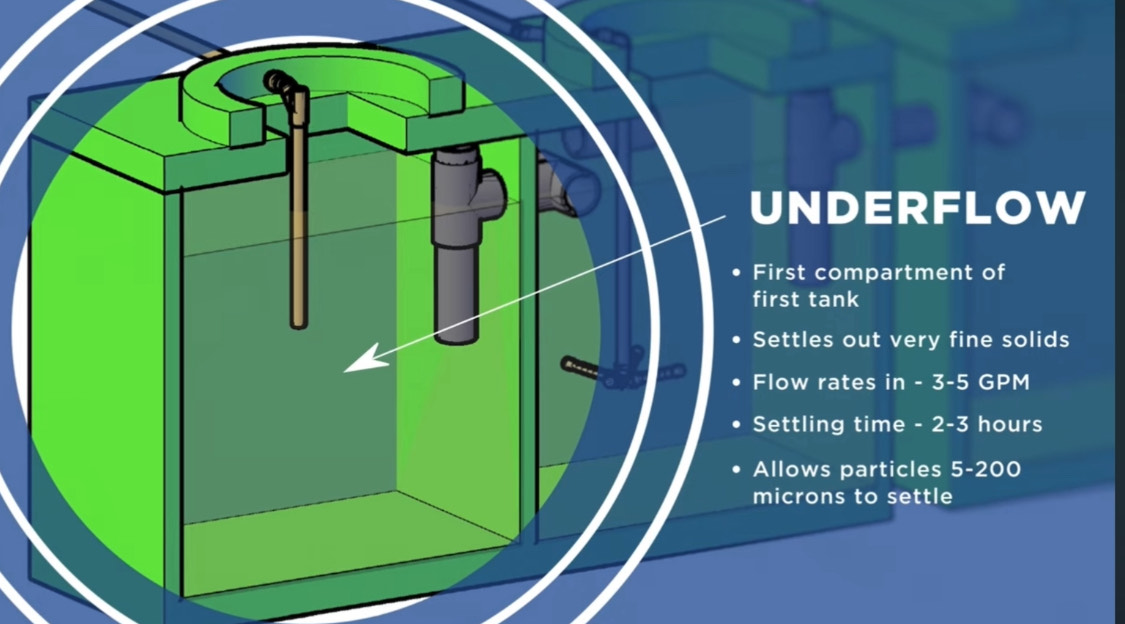 UNDERFLOW
• First compartment of
first tank
• Settles out very fine solids
• Flow rates in - 3-5 GPM
• Settling time - 2-3 hours
• Allows particles 5-200
microns to settle